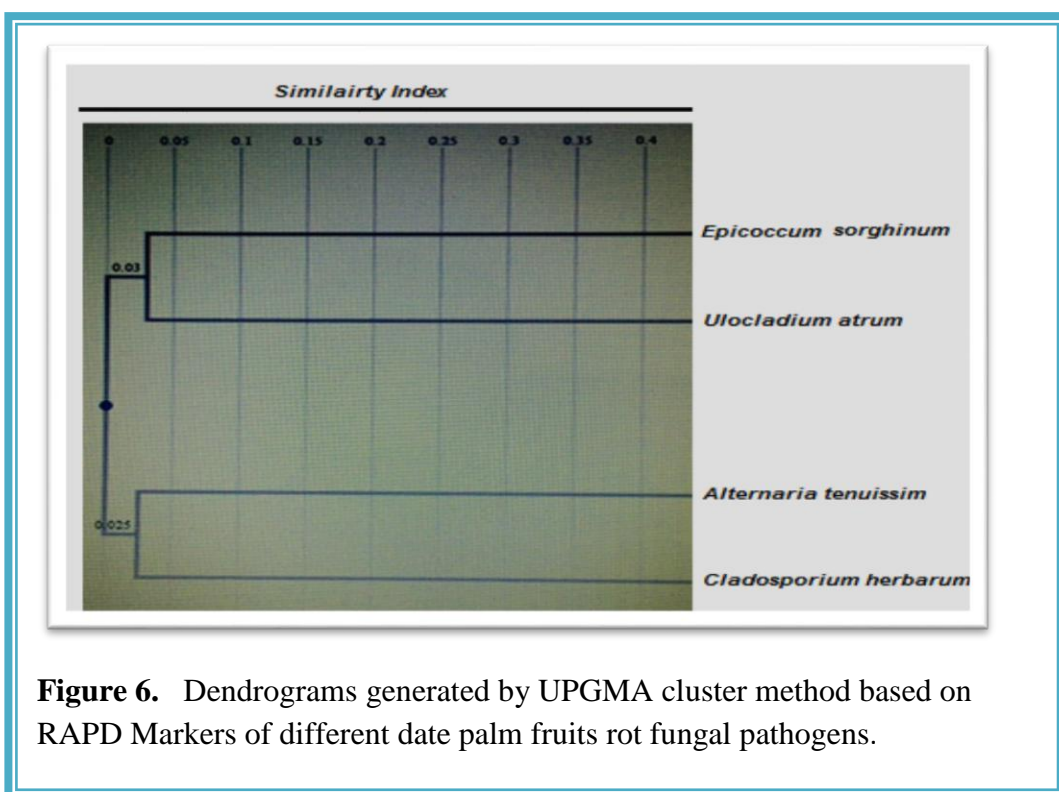 Similairty Index
0 0.05 0.1 0.15 0.2 0.25 0.3 0.35 0.4
Epicoccum sorghinum
0.03
Ulocladium atrum
Alternaria tenuissim
0.025
Cladosporium herbarum
Figure 6. Dendrograms generated by UPGMA cluster method based on
RAPD Markers of different date palm fruits rot fungal pathogens.